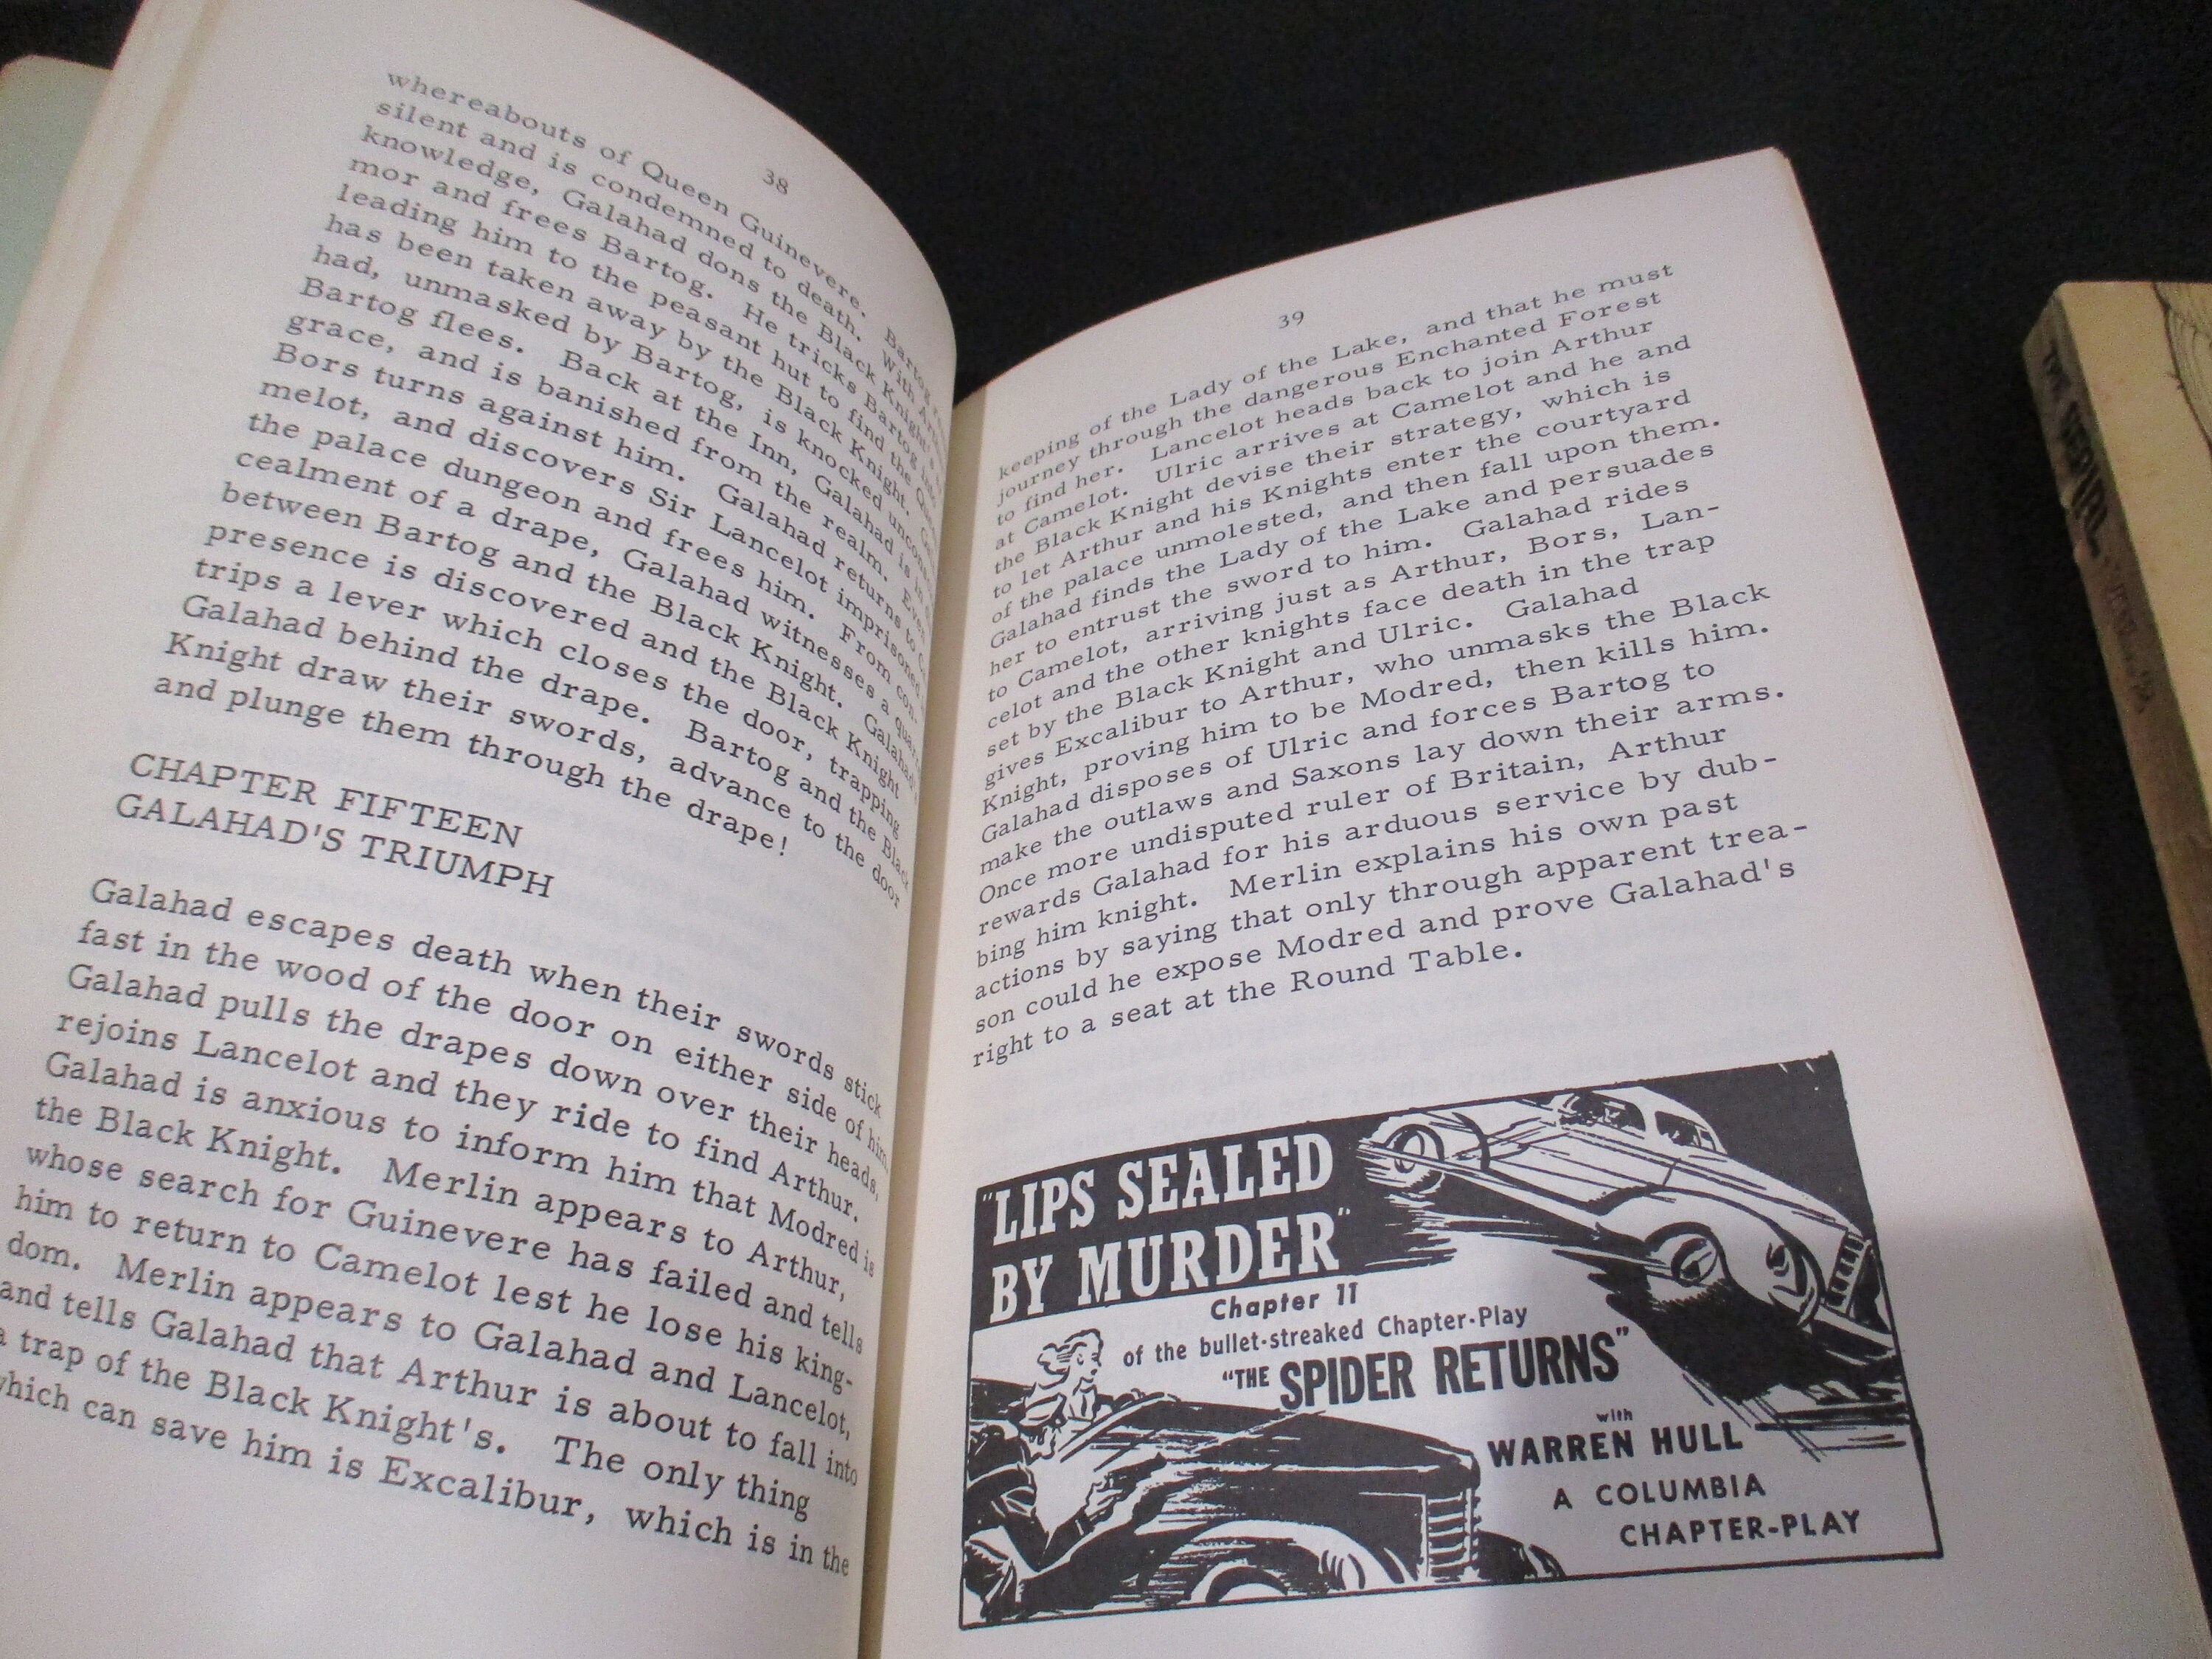 38
whereabouts of Queen Guinevere. Bartog
silent and is condemned to death. With
knowledge, Galahad dons the Black Knight's
mor and frees Bartog. He tricks Bartog into
leading him to the peasant hut to find the Queen
has been taken away by the Black Knight.
had, unmasked by Bartog, is knocked
Bartog flees. Back at the Inn, Galahad is in
grace, and is banished from the realm. Even
Bors turns against him. Galahad returns to
melot, and discovers Sir Lancelot imprisoned
the palace dungeon and frees him. From con-
cealment of a drape, Galahad witnesses a
between Bartog and the Black Knight. Galahad's
presence is discovered and the Black Knight
trips a lever which closes the door, trapping
Galahad behind the drape. Bartog and the Black
Knight draw their swords, advance to the door
and plunge them through the drape!
CHAPTER FIFTEEN
GALAHAD'S TRIUMPH
Galahad escapes death when their swords stick
fast in the wood of the door on either side of him.
Galahad pulls the drapes down over their heads,
rejoins Lancelot and they ride to find Arthur.
Galahad is anxious to inform him that Modred is
the Black Knight. Merlin appears to Arthur,
whose search for Guinevere has failed and tells
him to return to Camelot lest he lose his king-
dom. Merlin appears to Galahad and Lancelot,
and tells Galahad that Arthur is about to fall into
a trap of the Black Knight's. The only thing
which can save him is Excalibur, which is in the
39
keeping of the Lady of the Lake, and that he must
journey through the dangerous Enchanted Forest
to find her. Lancelot heads back to join Arthur
at Camelot. Ulric arrives at Camelot and he and
the Black Knight devise their strategy, which is
to let Arthur and his Knights enter the courtyard
of the palace unmolested, and then fall upon them.
Galahad finds the Lady of the Lake and persuades
her to entrust the sword to him. Galahad rides
to Camelot, arriving just as Arthur, Bors, Lan-
celot and the other knights face death in the trap
set by the Black Knight and Ulric. Galahad
gives Excalibur to Arthur, who unmasks the Black
Knight, proving him to be Modred, then kills him.
Galahad disposes of Ulric and forces Bartog to
make the outlaws and Saxons lay down their arms.
Once more undisputed ruler of Britain, Arthur
rewards Galahad for his arduous service by dub-
bing him knight. Merlin explains his own past
actions by saying that only through apparent trea-
son could he expose Modred and prove Galahad's
right to a seat at the Round Table.
"LIPS SEALED
BY MURDER"
Chapter 11
of the bullet-streaked Chapter-Play
"THE SPIDER RETURNS"
with
WARREN HULL
A COLUMBIA
CHAPTER-PLAY
THE SERIAL